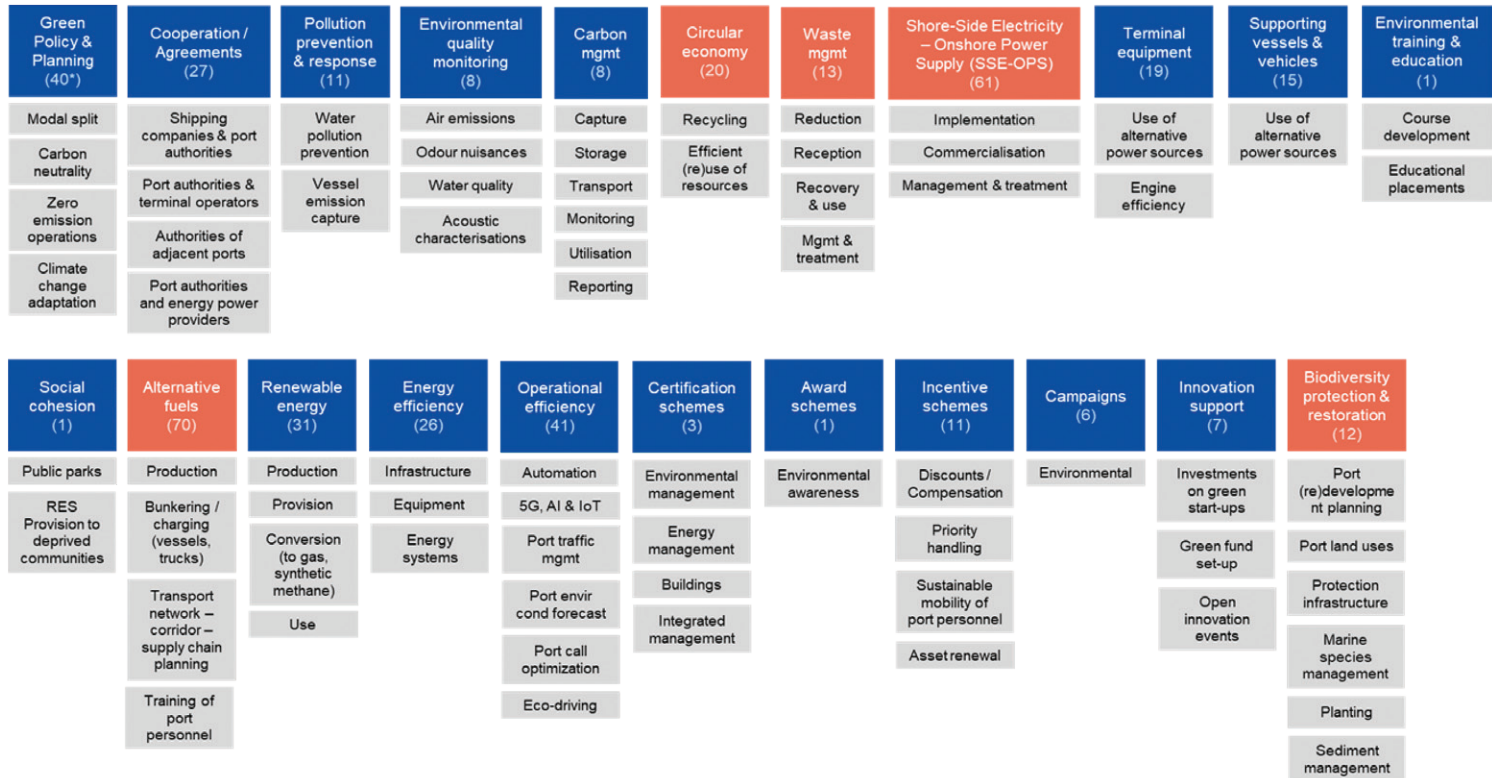 Green
Policy &
Planning
(40*)
Modal split
Carbon
neutrality
Zero
emission
operations
Climate
change
adaptation
Cooperation /
Agreements
(27)
Shipping
companies & port
authorities
Port authorities &
terminal operators
Authorities of
adjacent ports
Port authorities
and energy power
providers
Pollution
prevention
& response
(11)
Water
pollution
prevention
Vessel
emission
capture
Environmental
quality
monitoring
(8)
Air emissions
Odour nuisances
Water quality
Acoustic
characterisations
Carbon
mgmt
(8)
Capture
Storage
Transport
Monitoring
Utilisation
Reporting
Circular
economy
(20)
Recycling
Efficient
(re)use of
resources
Waste
mgmt
(13)
Reduction
Reception
Recovery
& use
Mgmt &
treatment
Shore-Side Electricity
– Onshore Power
Supply (SSE-OPS)
(61)
Implementation
Commercialisation
Management & treatment
Terminal
equipment
(19)
Use of
alternative
power sources
Engine
efficiency
Supporting
vessels &
vehicles
(15)
Use of
alternative
power sources
Environmental
training &
education
(1)
Course
development
Educational
placements
Social
cohesion
(1)
Public parks
RES
Provision to
deprived
communities
Alternative
fuels
(70)
Production
Bunkering /
charging
(vessels,
trucks)
Transport
network –
corridor –
supply chain
planning
Training of
port
personnel
Renewable
energy
(31)
Production
Provision
Conversion
(to gas,
synthetic
methane)
Use
Energy
efficiency
(26)
Infrastructure
Equipment
Energy
systems
Operational
efficiency
(41)
Automation
5G, AI & IoT
Port traffic
mgmt
Port envir
cond forecast
Port call
optimization
Eco-driving
Certification
schemes
(3)
Environmental
management
Energy
management
Buildings
Integrated
management
Award
schemes
(1)
Environmental
awareness
Incentive
schemes
(11)
Discounts /
Compensation
Priority
handling
Sustainable
mobility of
port personnel
Asset renewal
Campaigns
(6)
Environmental
Innovation
support
(7)
Investments
on green
start-ups
Green fund
set-up
Open
innovation
events
Biodiversity
protection &
restoration
(12)
Port
(re)developme
nt planning
Port land uses
Protection
infrastructure
Marine
species
management
Planting
Sediment
management